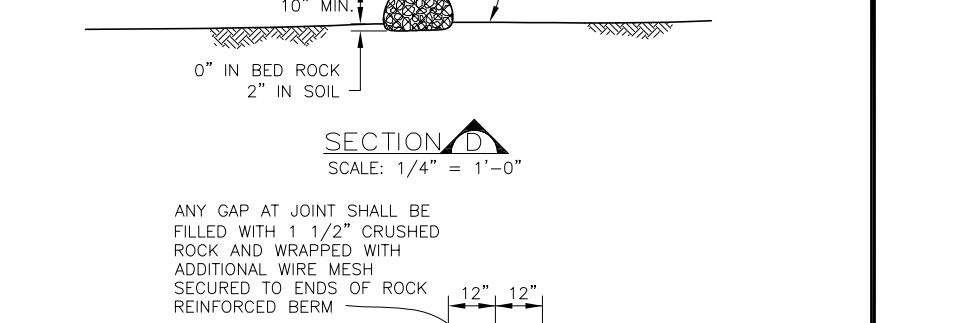 10" MIN.
0" IN BED ROCK
2" IN SOIL
SECTION D
SCALE: 1/4" = 1'-0"
ANY GAP AT JOINT SHALL BE
FILLED WITH 1 1/2" CRUSHED
ROCK AND WRAPPED WITH
ADDITIONAL WIRE MESH
SECURED TO ENDS OF ROCK
REINFORCED BERM
12" 12"